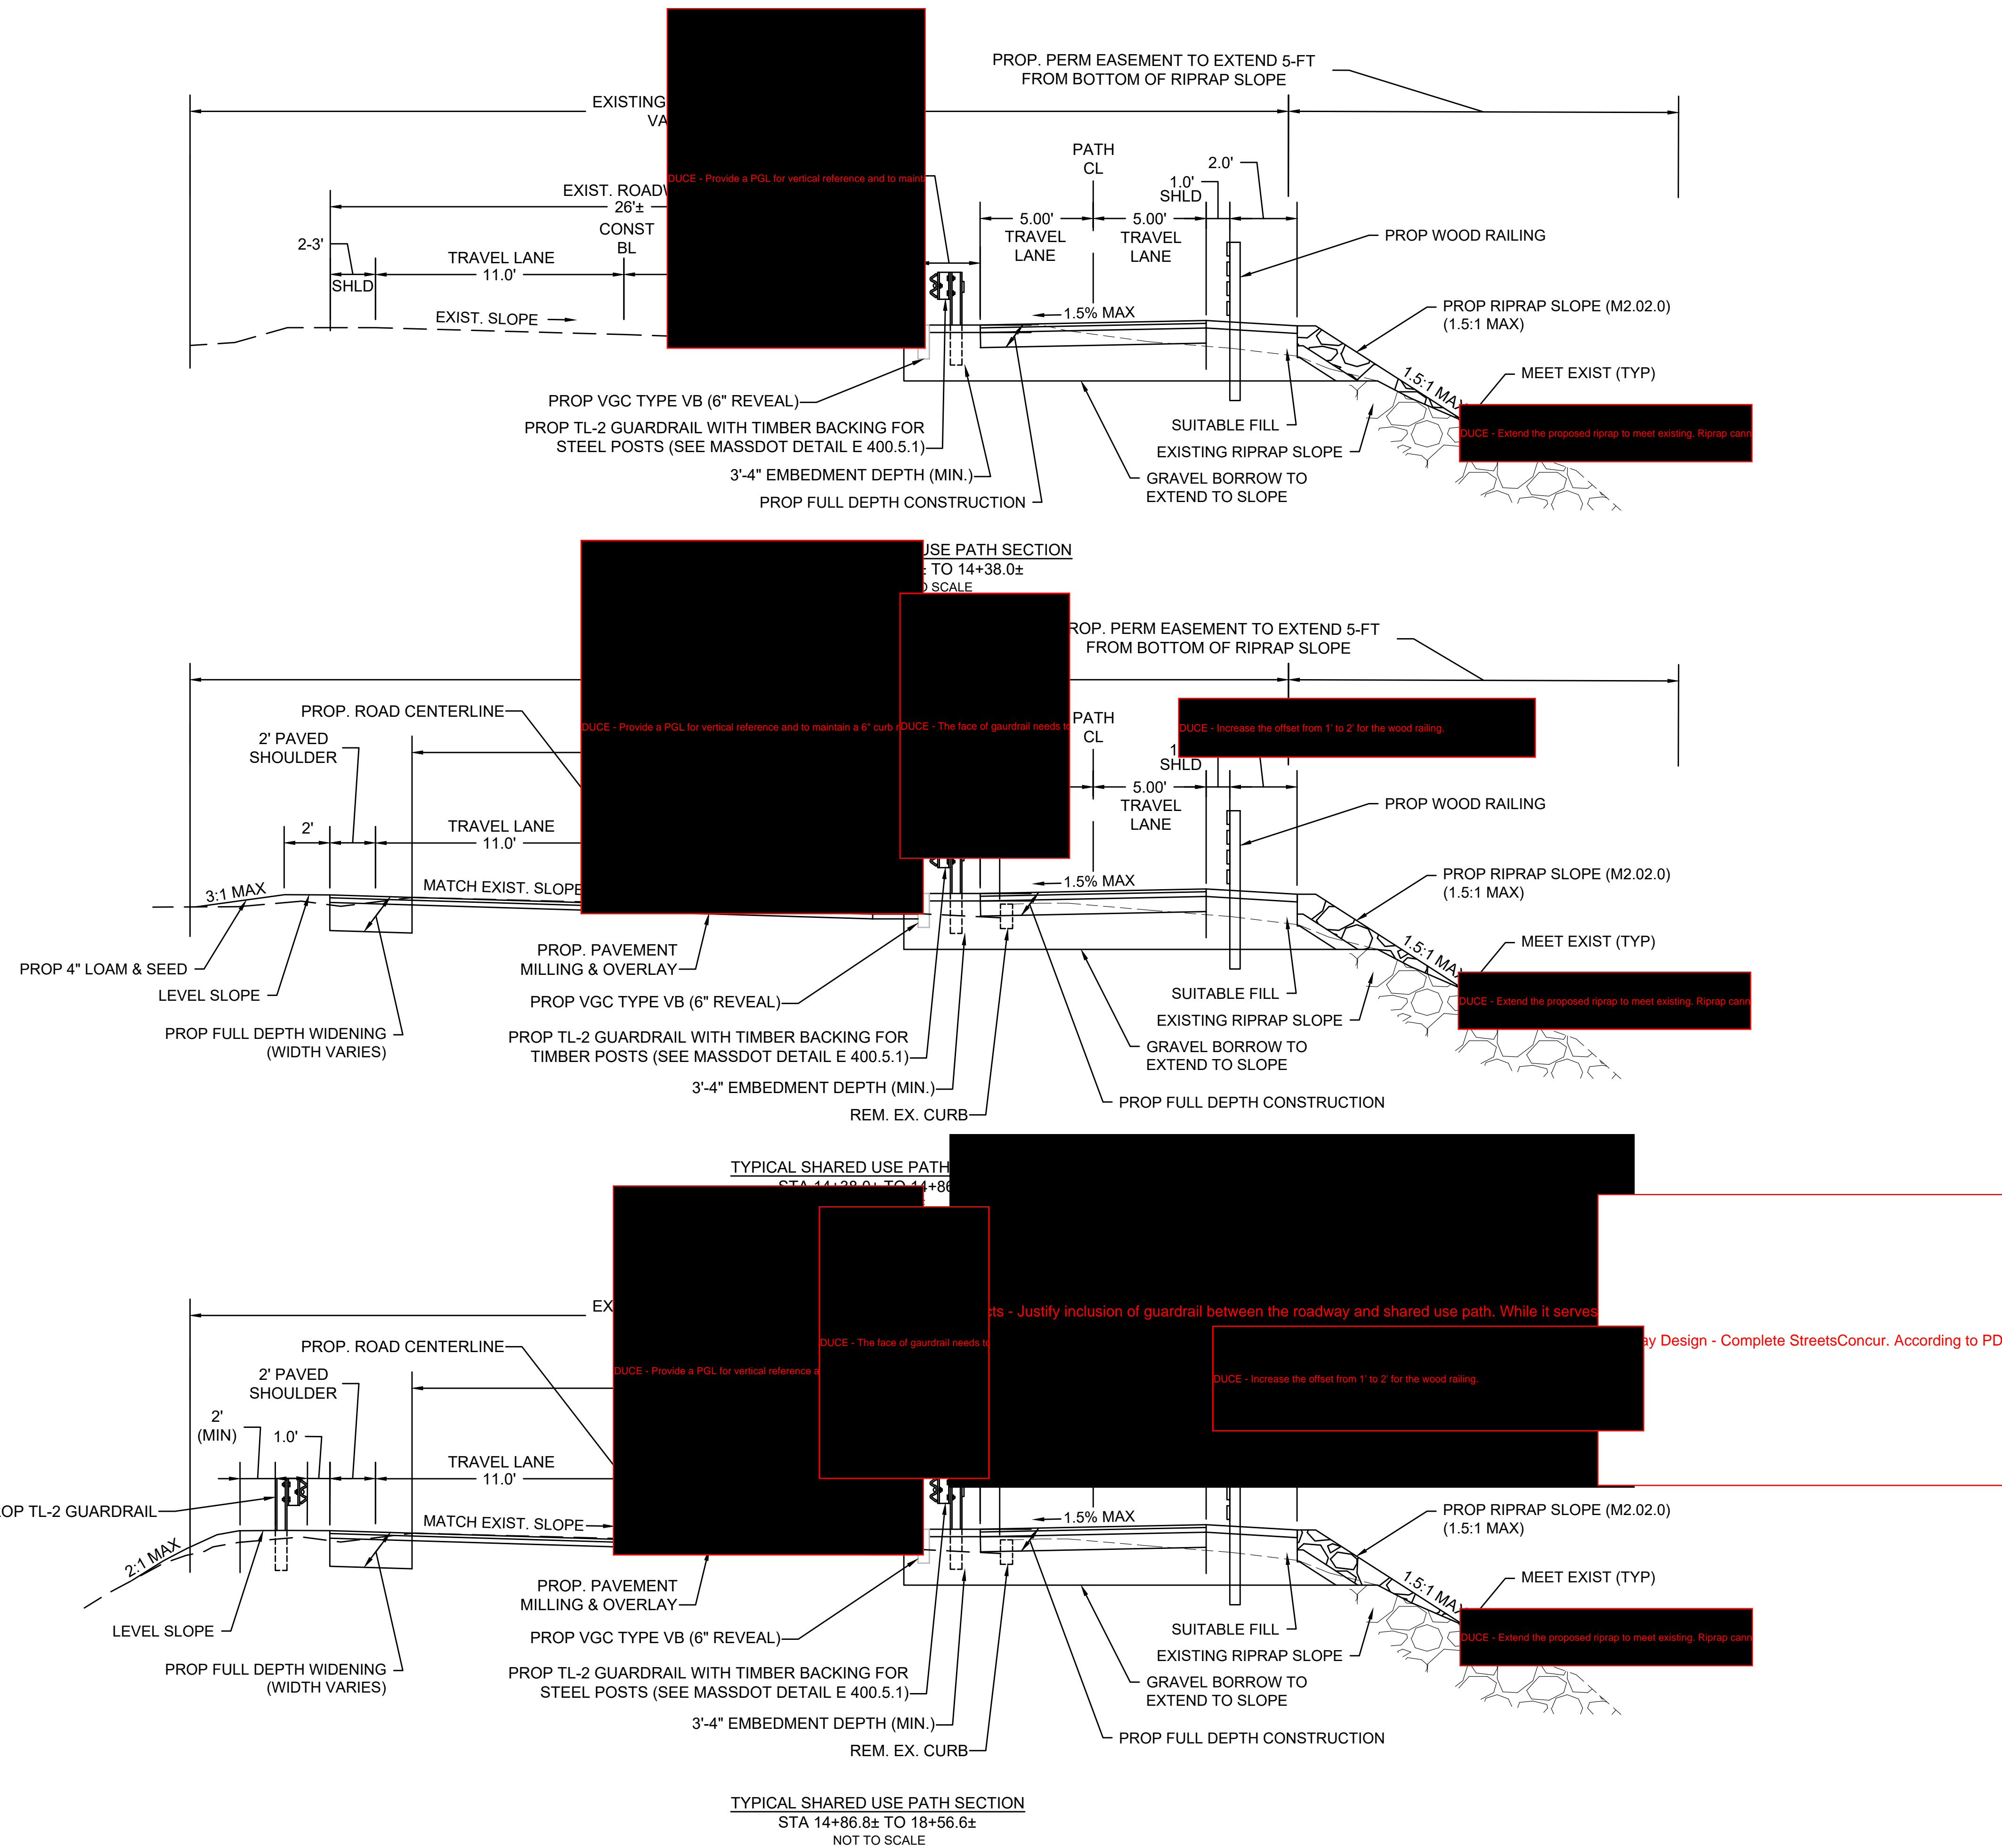 PROP. PERM EASEMENT TO EXTEND 5-FT
FROM BOTTOM OF RIPRAP SLOPE
EXISTING
PATH
CL
2.0'
1.0'
SHLD
DUCE - Provide a PGL for vertical reference and to maint
EXIST.
26'±
CONST
BL
2-3'
SHLD
TRAVEL LANE
11.0'
5.00'
TRAVEL
LANE
5.00'
TRAVEL
LANE
PROP WOOD RAILING
EXIST. SLOPE
1.5% MAX
PROP RIPRAP SLOPE (M2.02.0)
(1.5:1 MAX)
1.5:1 MAX
MEET EXIST (TYP)
DUCE - Extend the proposed riprap to meet existing. Riprap cann
PROP VGC TYPE VB (6" REVEAL)
PROP TL-2 GUARDRAIL WITH TIMBER BACKING FOR
STEEL POSTS (SEE MASSDOT DETAIL E 400.5.1)
3'-4" EMBEDMENT DEPTH (MIN.)
PROP FULL DEPTH CONSTRUCTION
SUITABLE FILL
EXISTING RIPRAP SLOPE
GRAVEL BORROW TO
EXTEND TO SLOPE
USE PATH SECTION
TO 14+38.0±
SCALE
PERM EASEMENT TO EXTEND 5-FT
FROM BOTTOM OF RIPRAP SLOPE
PROP. ROAD CENTERLINE
2' PAVED
SHOULDER
DUCE - Provide a PGL for vertical reference and to maintain a 6" curb
DUCE - The face of gaurdrail needs to
PATH
CL
DUCE - Increase the offset from 1' to 2' for the wood railing.
SHLD
5.00'
TRAVEL
LANE
PROP WOOD RAILING
2'
TRAVEL LANE
11.0'
3:1 MAX
MATCH EXIST. SLOPE
1.5% MAX
PROP RIPRAP SLOPE (M2.02.0)
(1.5:1 MAX)
1.5:1 MAX
MEET EXIST (TYP)
DUCE - Extend the proposed riprap to meet existing. Riprap cann
PROP 4" LOAM & SEED
LEVEL SLOPE
PROP FULL DEPTH WIDENING
(WIDTH VARIES)
PROP. PAVEMENT
MILLING & OVERLAY
PROP VGC TYPE VB (6" REVEAL)
PROP TL-2 GUARDRAIL WITH TIMBER BACKING FOR
TIMBER POSTS (SEE MASSDOT DETAIL E 400.5.1)
3'-4" EMBEDMENT DEPTH (MIN.)
REM. EX. CURB
SUITABLE FILL
EXISTING RIPRAP SLOPE
GRAVEL BORROW TO
EXTEND TO SLOPE
PROP FULL DEPTH CONSTRUCTION
TYPICAL SHARED USE PATH
STA 14+38.0± TO 14+86
EX
cts - Justify inclusion of guardrail between the roadway and shared use path. While it serves
ay Design - Complete StreetsConcur. According to PD
PROP. ROAD CENTERLINE
DUCE - Provide a PGL for vertical reference a
DUCE - The face of gaurdrail needs to
DUCE - Increase the offset from 1' to 2' for the wood railing.
2' PAVED
SHOULDER
2'
(MIN)
1.0'
TRAVEL LANE
11.0'
TL-2 GUARDRAIL
2:1 MAX
MATCH EXIST. SLOPE
1.5% MAX
PROP RIPRAP SLOPE (M2.02.0)
(1.5:1 MAX)
1.5:1 MAX
MEET EXIST (TYP)
DUCE - Extend the proposed riprap to meet existing. Riprap cann
LEVEL SLOPE
PROP FULL DEPTH WIDENING
(WIDTH VARIES)
PROP. PAVEMENT
MILLING & OVERLAY
PROP VGC TYPE VB (6" REVEAL)
PROP TL-2 GUARDRAIL WITH TIMBER BACKING FOR
STEEL POSTS (SEE MASSDOT DETAIL E 400.5.1)
3'-4" EMBEDMENT DEPTH (MIN.)
REM. EX. CURB
SUITABLE FILL
EXISTING RIPRAP SLOPE
GRAVEL BORROW TO
EXTEND TO SLOPE
PROP FULL DEPTH CONSTRUCTION
TYPICAL SHARED USE PATH SECTION
STA 14+86.8± TO 18+56.6±
NOT TO SCALE